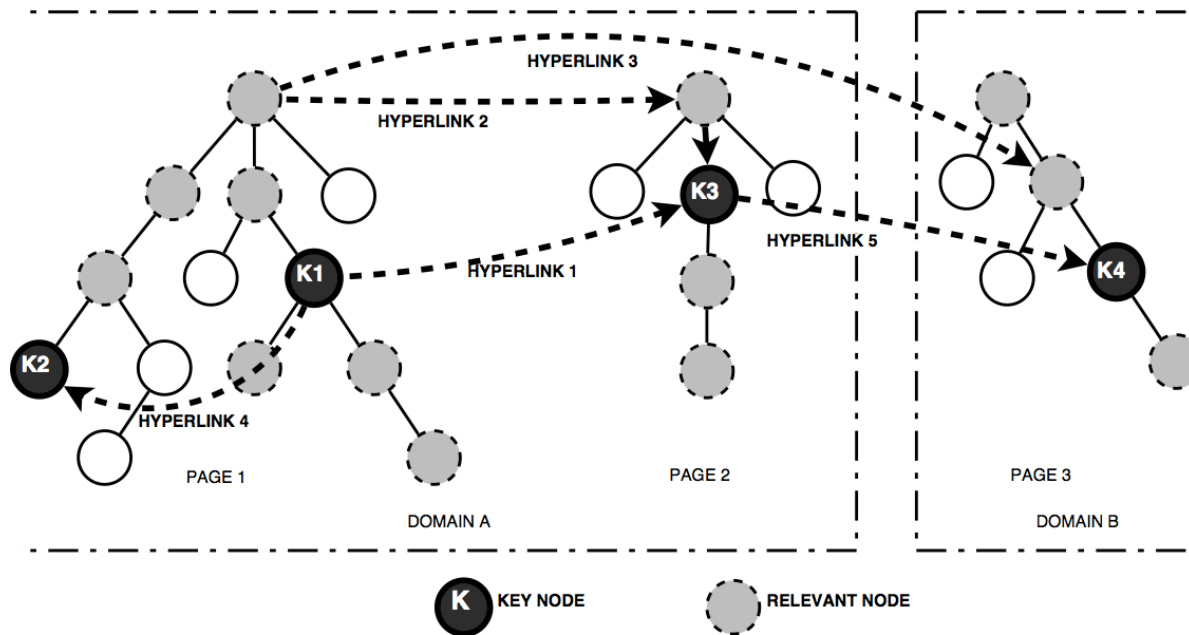 HYPERLINK 3
HYPERLINK 2
K3
HYPERLINK 5
K1
HYPERLINK 1
K4
K2
HYPERLINK 4
PAGE 1
PAGE 2
PAGE 3
DOMAIN A
DOMAIN B
K KEY NODE
RELEVANT NODE